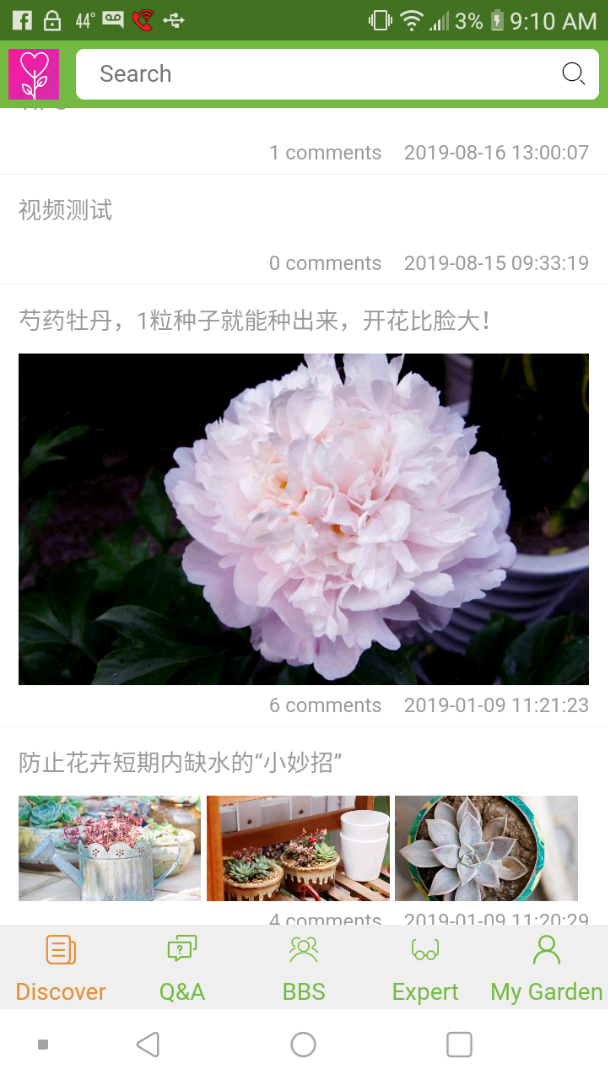 44°
3%
9:10 AM
Search
1 comments 2019-08-16 13:00:07
视频测试
0 comments 2019-08-15 09:33:19
芍药牡丹，1粒种子就能种出来，开花比脸大！
6 comments 2019-01-09 11:21:23
防止花卉短期内缺水的“小妙招”
4 comments 2019-01-09 11:20:29
Discover
Q&A
BBS
Expert
My Garden